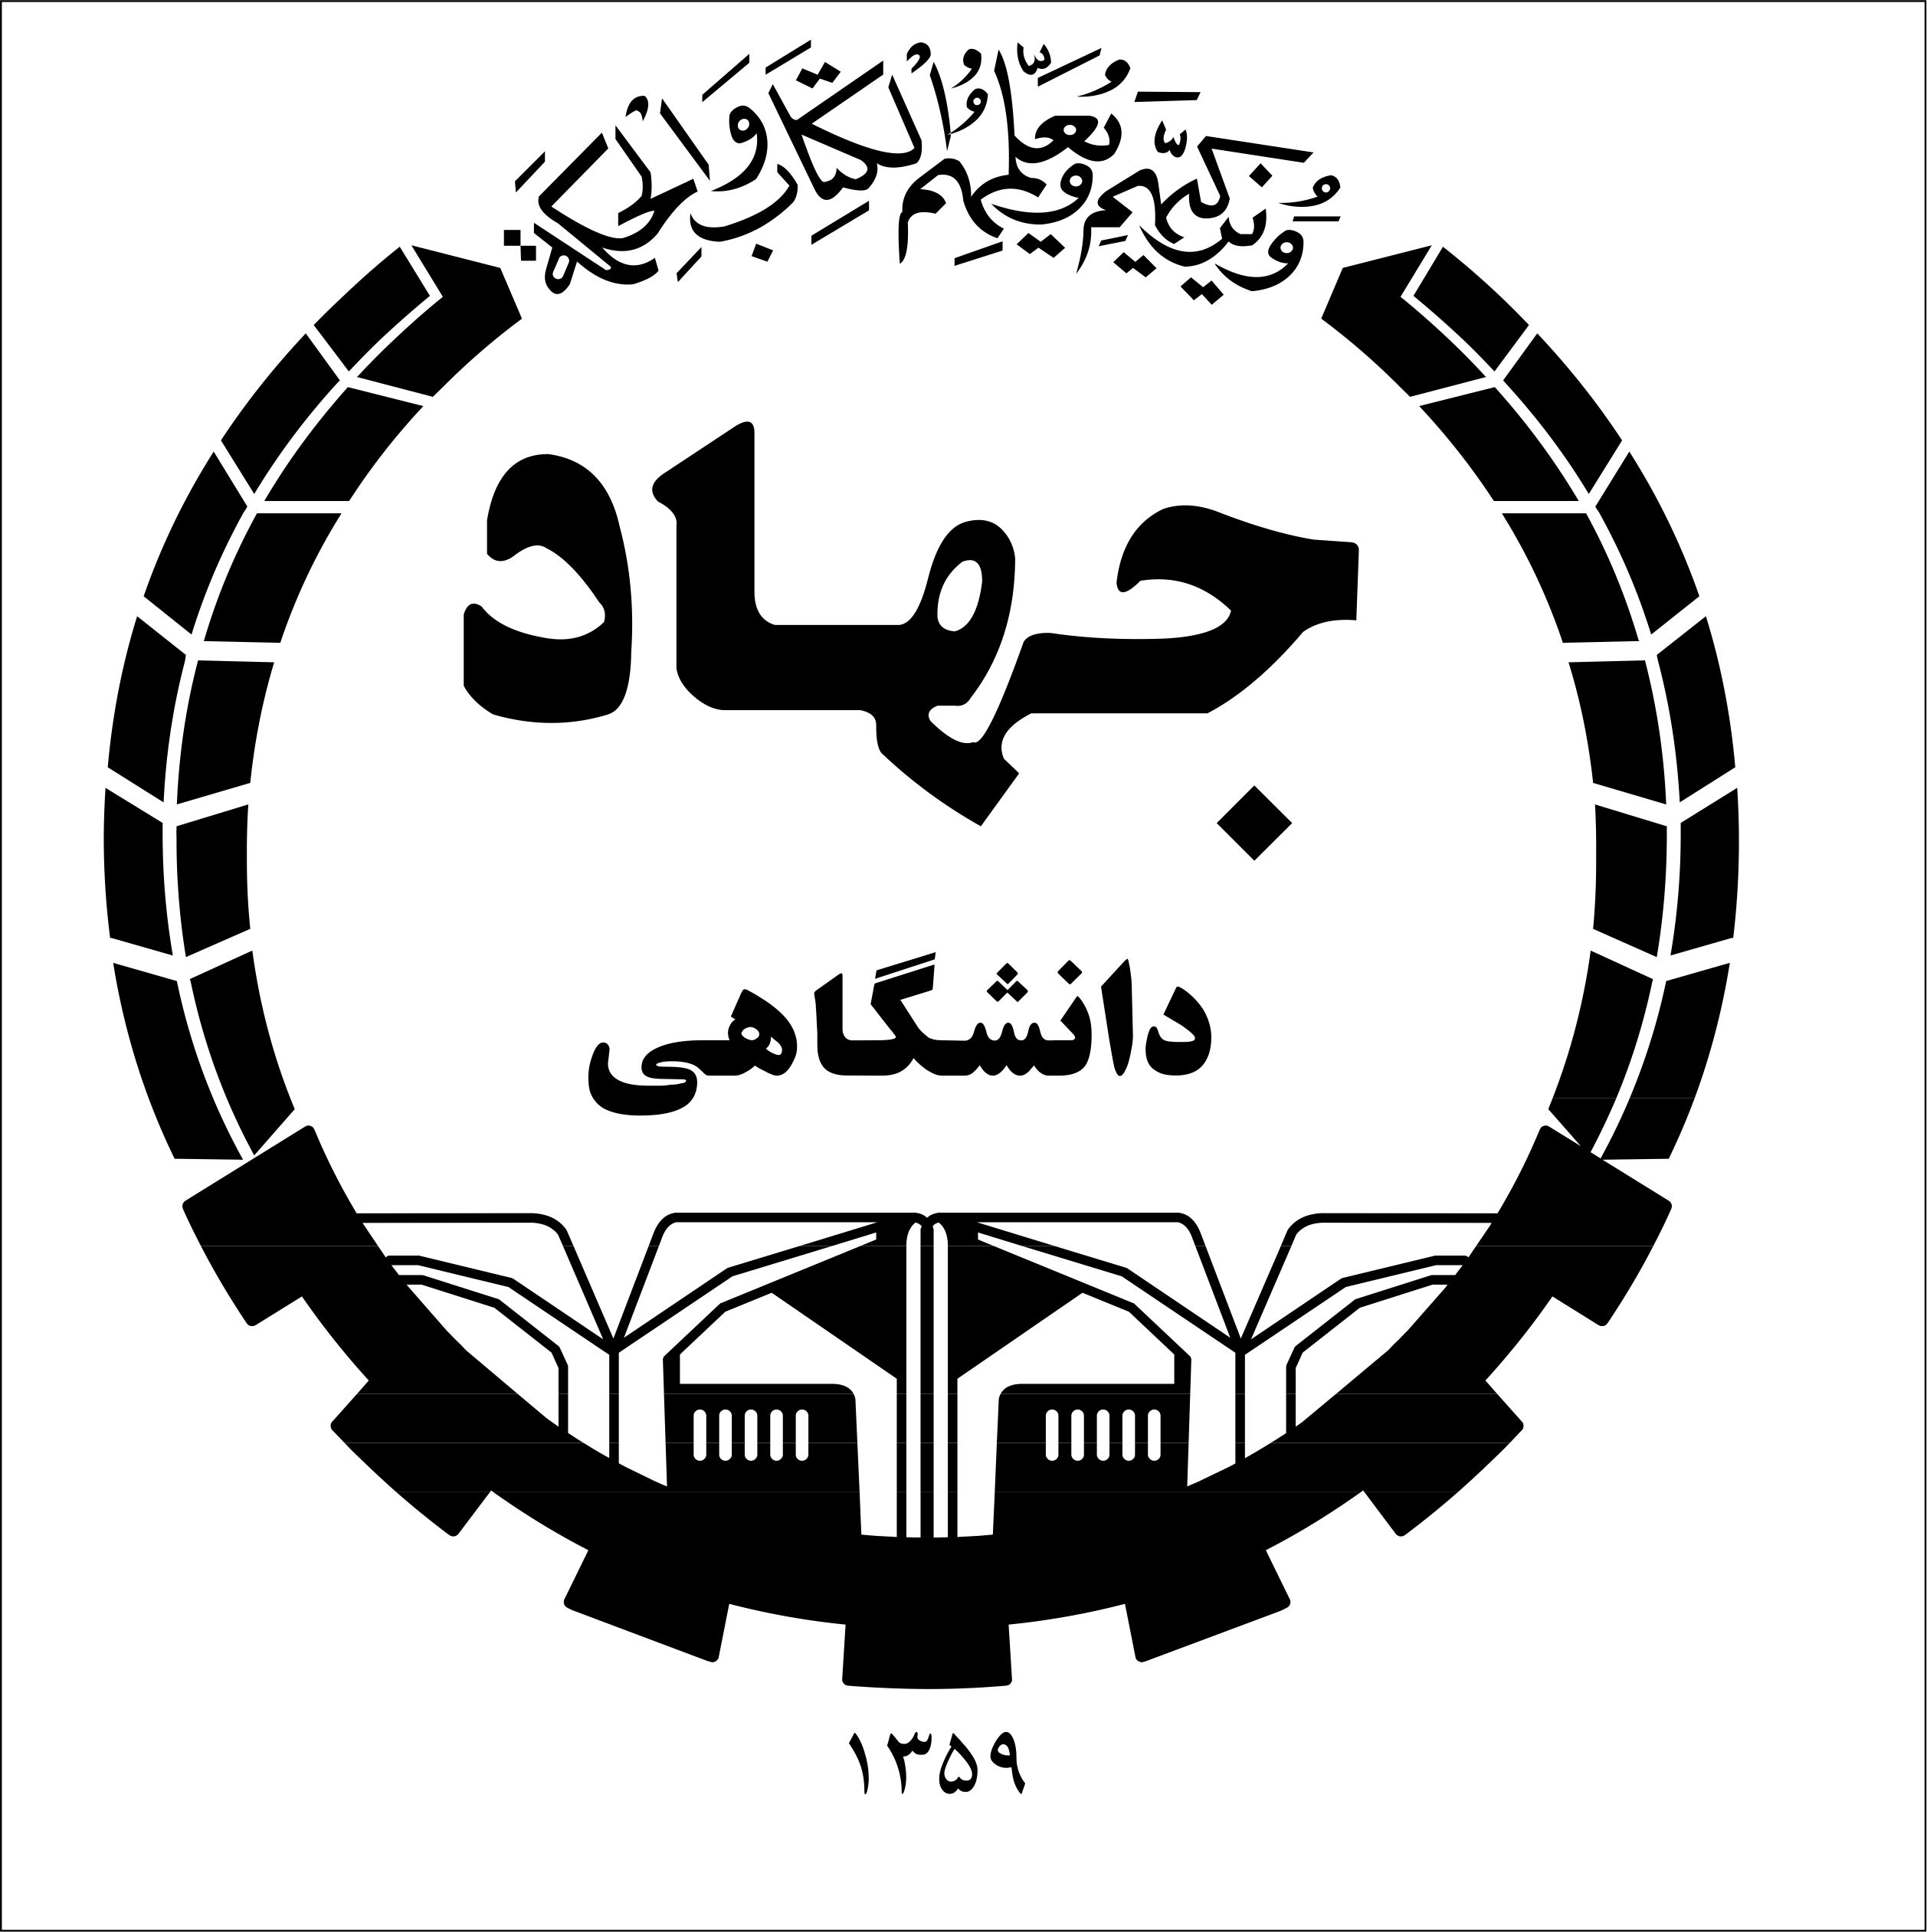 وَيُزَكِّيهِمْ وَيُعَلِّمُهُمُ الْكِتَابَ وَالْحِكْمَةَ
جهاد
دانشگاهی
۱۳۵۹